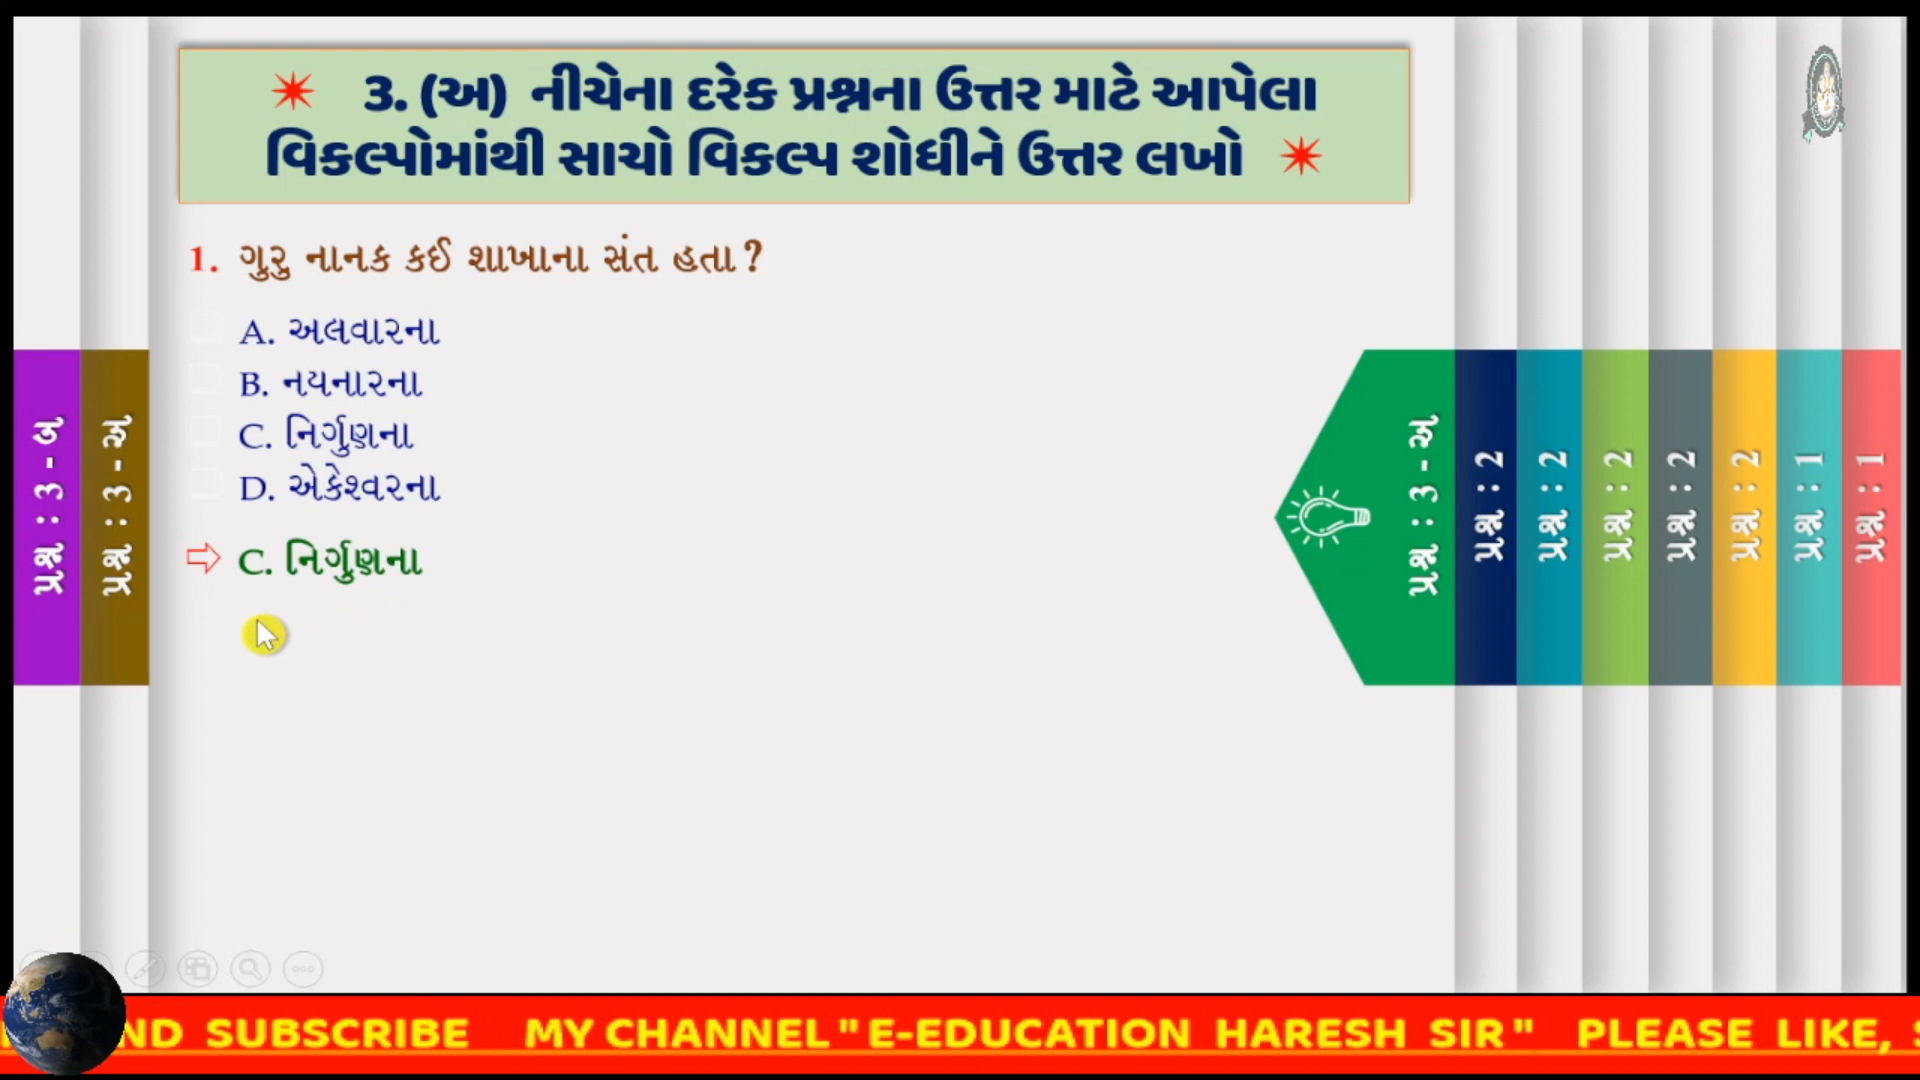 3. (અ) નીચેના દરેક પ્રશ્નના ઉત્તર માટે આપેલા
વિકલ્પોમાંથી સાચો વિકલ્પ શોધીને ઉત્તર લખો
1. ગુરુ નાનક કઈ શાખાના સંત હતા?
A. અલવારના
B. નયનારના
C. નિર્ગુણના
D. એકેશ્વરના
C. નિર્ગુણના
પ્રશ્ન : 3 - બ
પ્રશ્ન : 3 - અ
પ્રશ્ન : 3 - અ
પ્રશ્ન : 2
પ્રશ્ન : 2
પ્રશ્ન : 2
પ્રશ્ન : 2
પ્રશ્ન : 2
પ્રશ્ન : 1
પ્રશ્ન : 1
ND SUBSCRIBE MY CHANNEL "E-EDUCATION HARESH SIR" PLEASE LIKE,